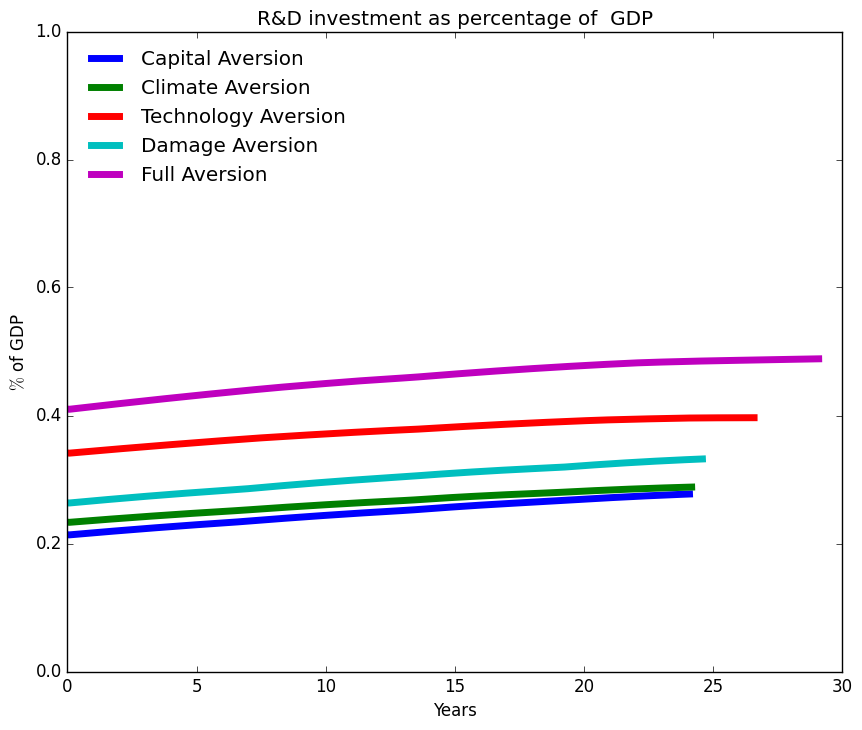 R&D investment as percentage of  GDP
1.0
0.8
0.6
0.4
0.2
0.0
% of GDP
Capital Aversion
Climate Aversion
Technology Aversion
Damage Aversion
Full Aversion
0 5 10 15 20 25 30
Years